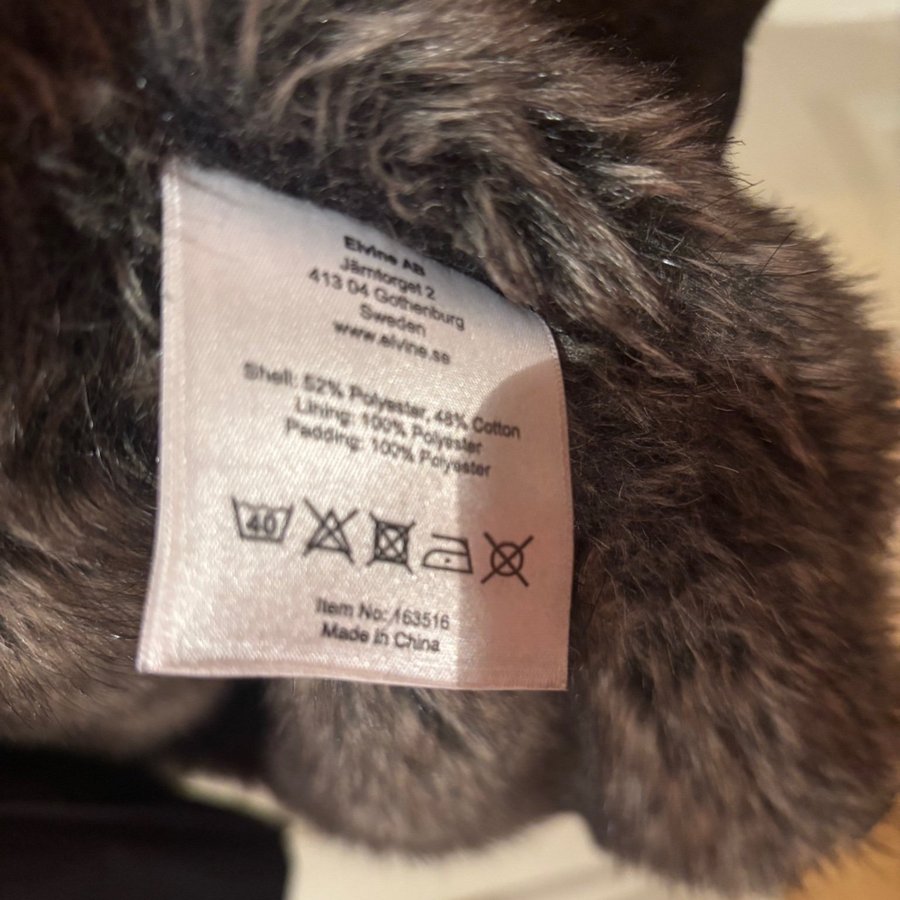 Elvine AB
Järntorget 2
413 04 Gothenburg
Sweden
www.elvine.se
Shell: 52% Polyester, 48% Cotton
Lining: 100% Polyester
Padding: 100% Polyester
40
Item No: 163516
Made in China